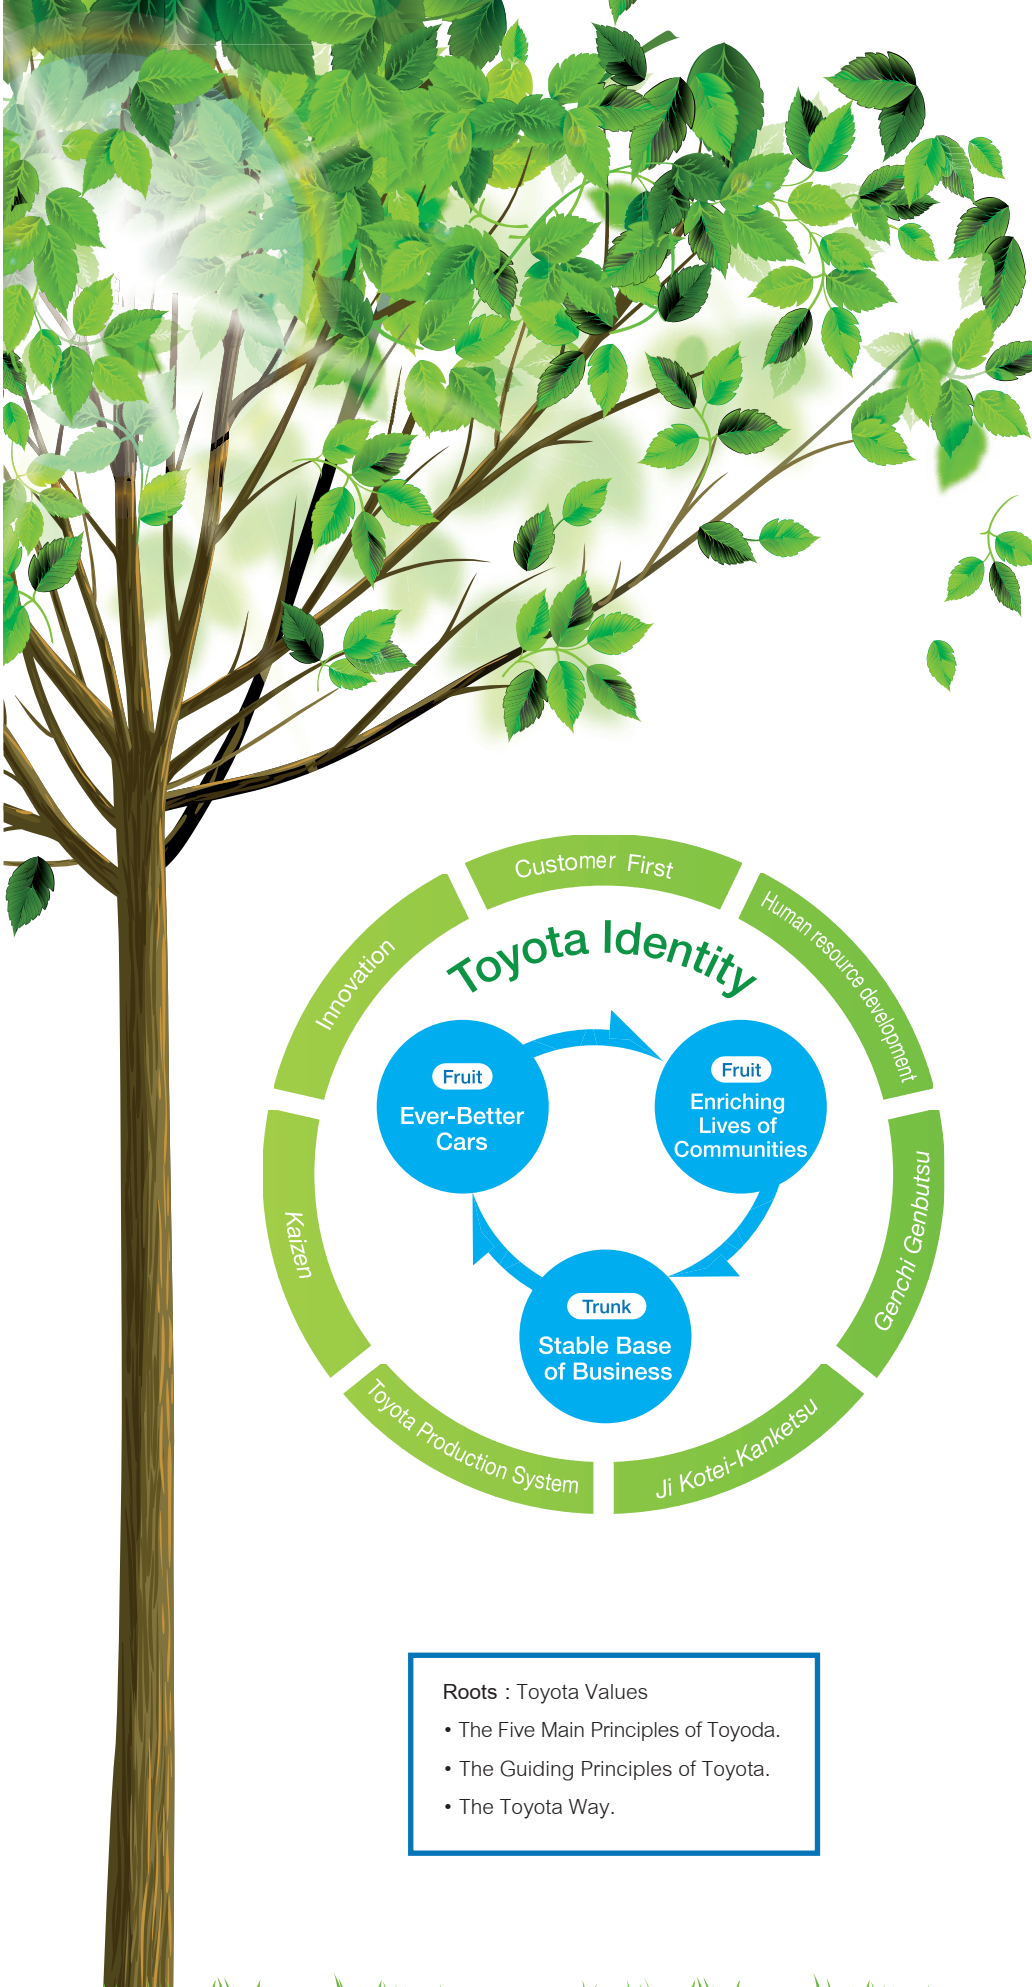 Customer First
Human resource development
Genchi Genbutsu
Ji Kotei-Kanketsu
Toyota Production System
Kaizen
Innovation
Toyota Identity
Fruit
Ever-Better
Cars
Fruit
Enriching
Lives of
Communities
Trunk
Stable Base
of Business
Roots : Toyota Values
• The Five Main Principles of Toyoda.
• The Guiding Principles of Toyota.
• The Toyota Way.